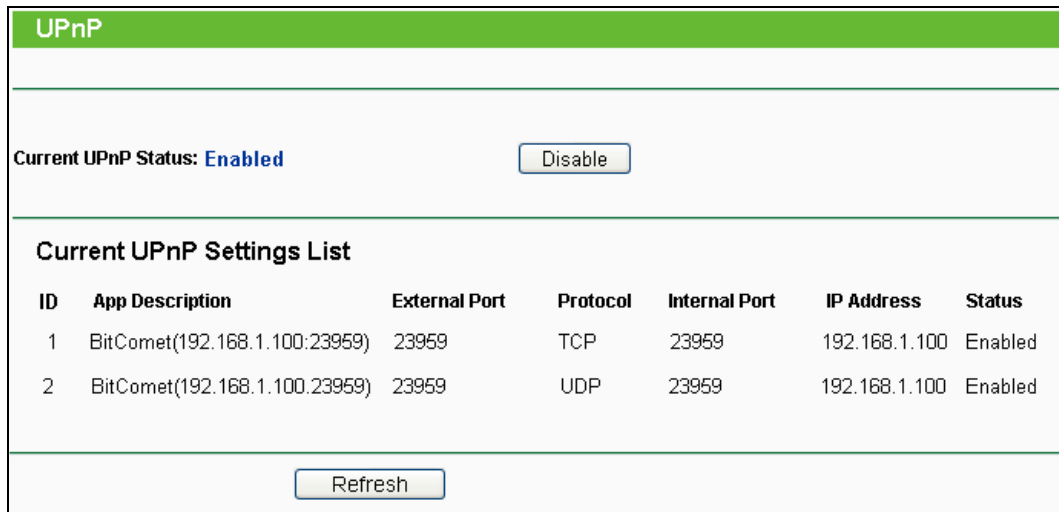 UPnP
Current UPnP Status: Enabled Disable
Current UPnP Settings List
ID App Description External Port Protocol Internal Port IP Address Status
1 BitComet(192.168.1.100:23959) 23959 TCP 23959 192.168.1.100 Enabled
2 BitComet(192.168.1.100.23959) 23959 UDP 23959 192.168.1.100 Enabled
Refresh